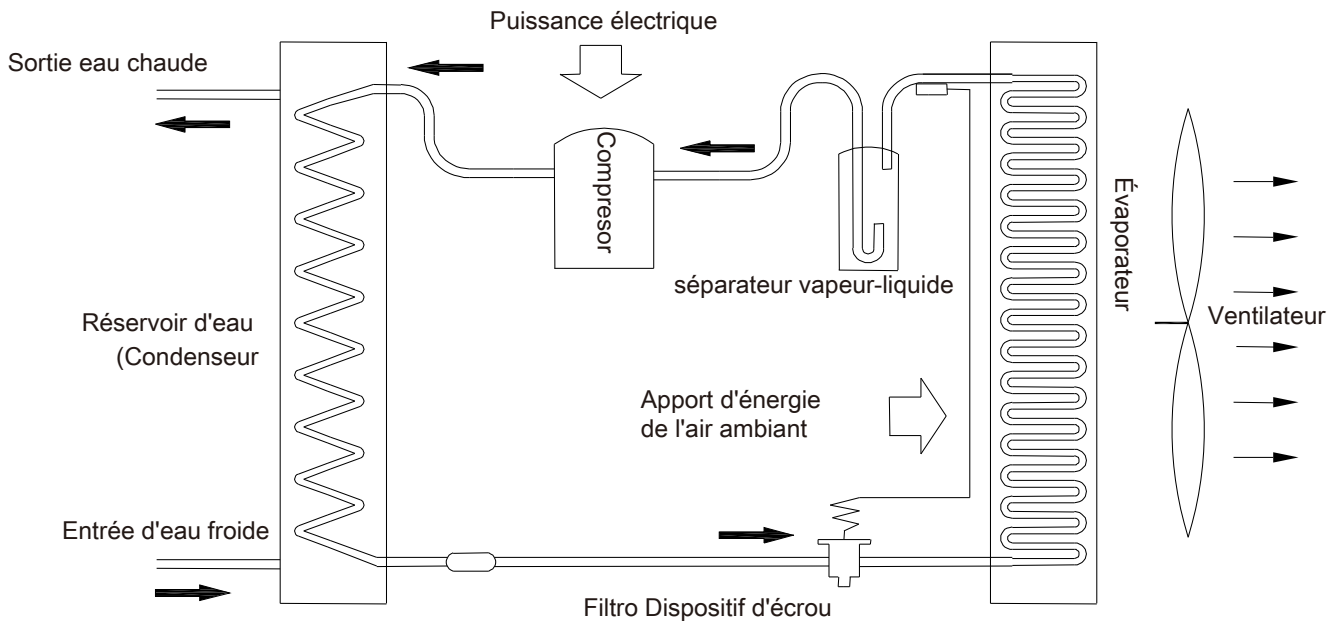 Puissance électrique
Sortie eau chaude
Compresor
Évaporateur
séparateur vapeur-liquide
Réservoir d'eau
(Condenseur
Ventilateur
Apport d'énergie
de l'air ambiant
Entrée d'eau froide
Filtro Dispositif d'écrou